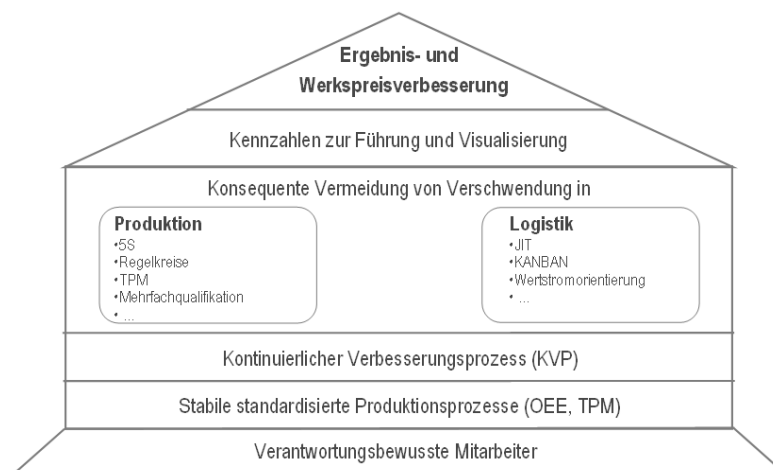 Ergebnis- und
Werkspreisverbesserung
Kennzahlen zur Führung und Visualisierung
Konsequente Vermeidung von Verschwendung in
Produktion
•5S
•Regelkreise
•TPM
•Mehrfachqualifikation
• ...
Logistik
•JIT
•KANBAN
•Wertstromorientierung
• ...
Kontinuierlicher Verbesserungsprozess (KVP)
Stabile standardisierte Produktionsprozesse (OEE, TPM)
Verantwortungsbewusste Mitarbeiter